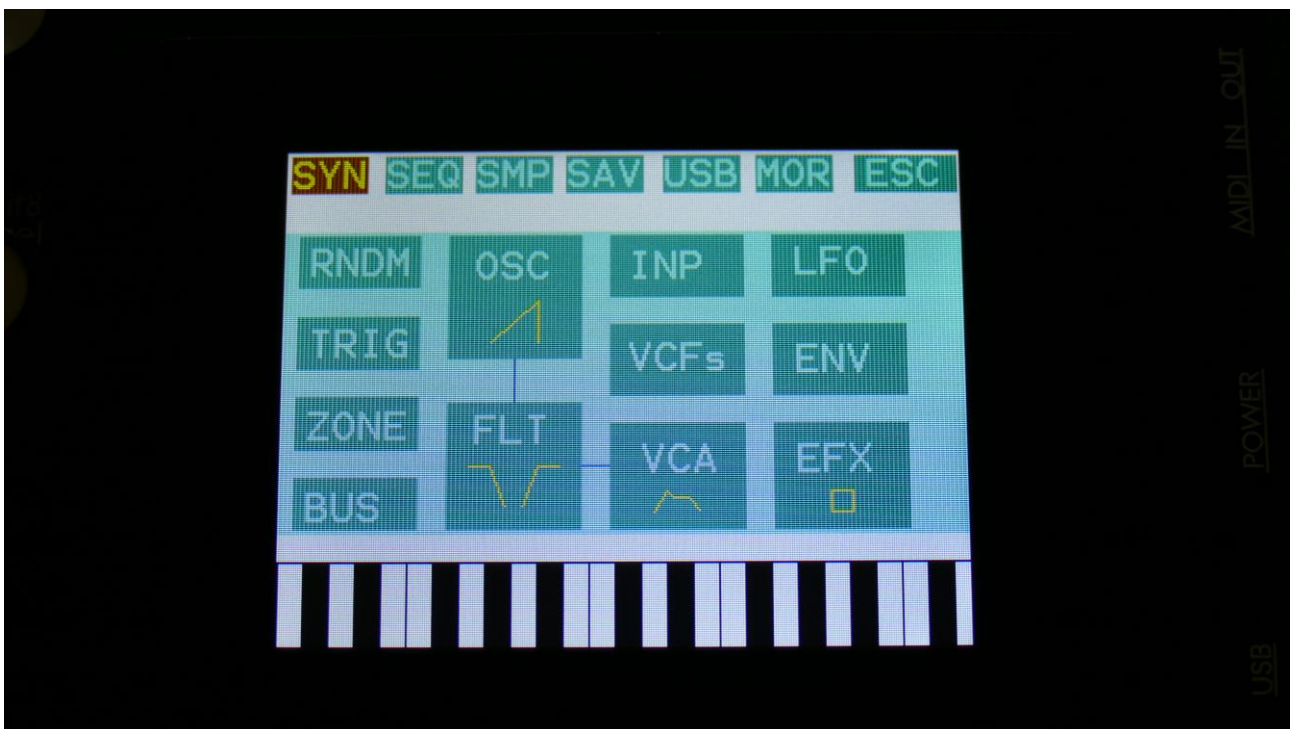 SYN SEQ SMP SAV USB MOR ESC
RNDM OSC INP LFO
TRIG VCFs ENV
ZONE FLT VCA EFX
BUS
MIDI IN OUT
POWER
USB